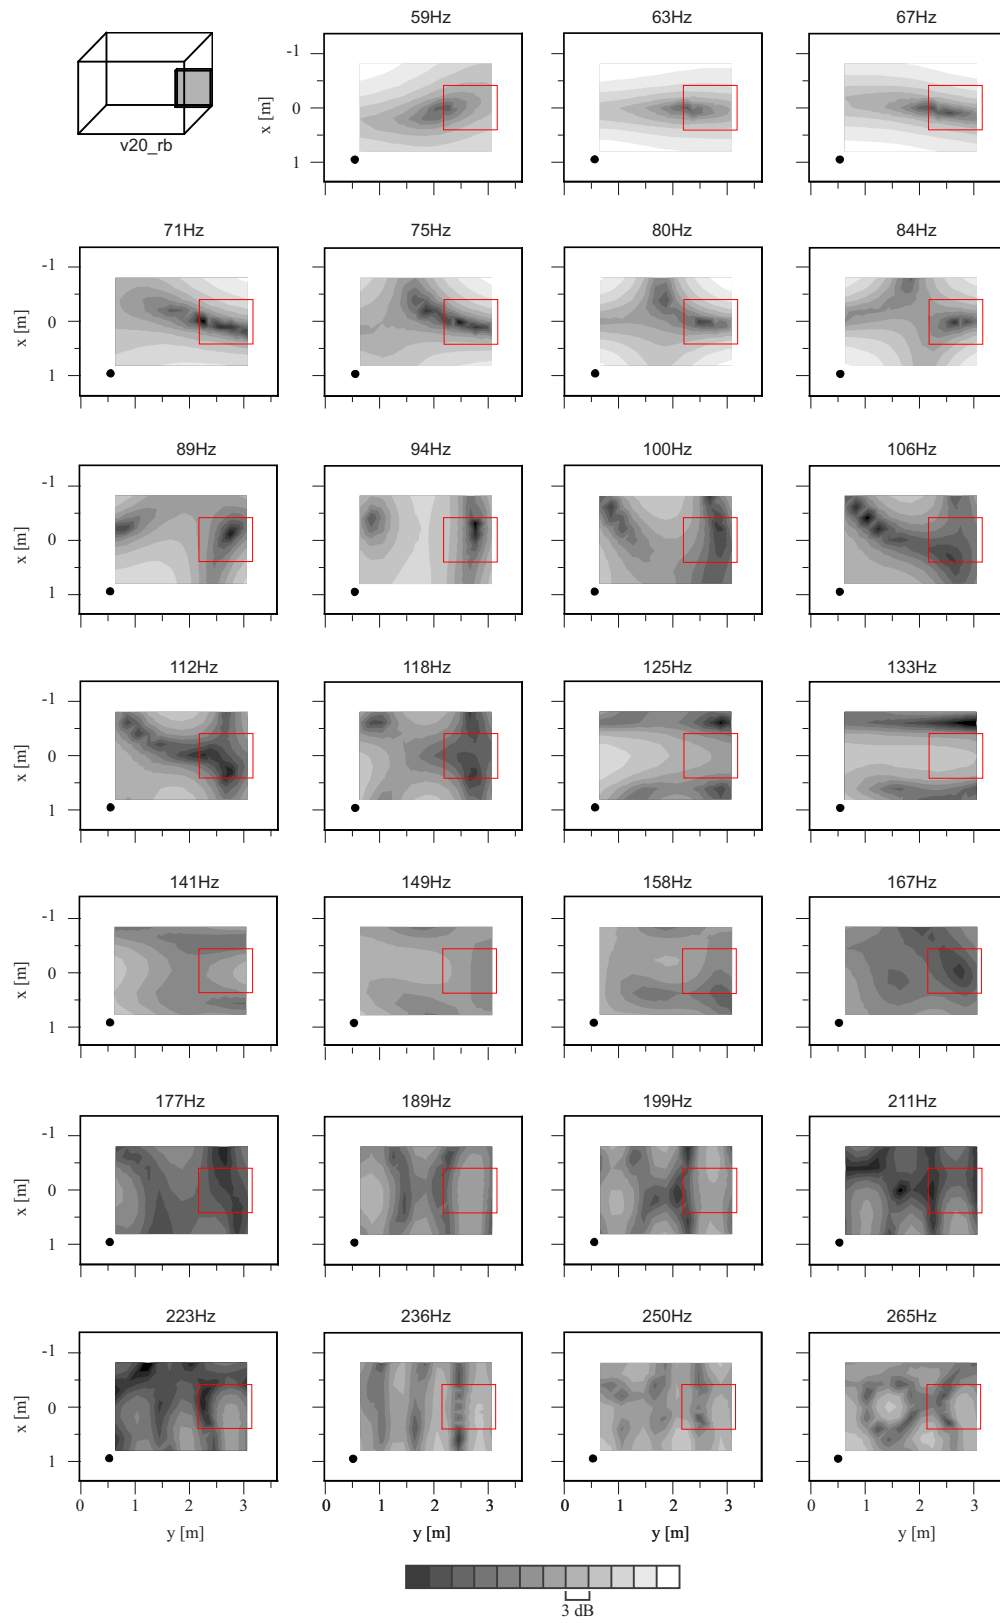 59Hz 63Hz 67Hz
-1
0
1
x [m]
v20_rb
71Hz 75Hz 80Hz 84Hz
-1
0
1
x [m]
89Hz 94Hz 100Hz 106Hz
-1
0
1
x [m]
112Hz 118Hz 125Hz 133Hz
-1
0
1
x [m]
141Hz 149Hz 158Hz 167Hz
-1
0
1
x [m]
177Hz 189Hz 199Hz 211Hz
-1
0
1
x [m]
223Hz 236Hz 250Hz 265Hz
-1
0
1
x [m]
0 1 2 3 0 1 2 3 0 1 2 3 0 1 2 3
y [m] y [m] y [m] y [m]
3 dB